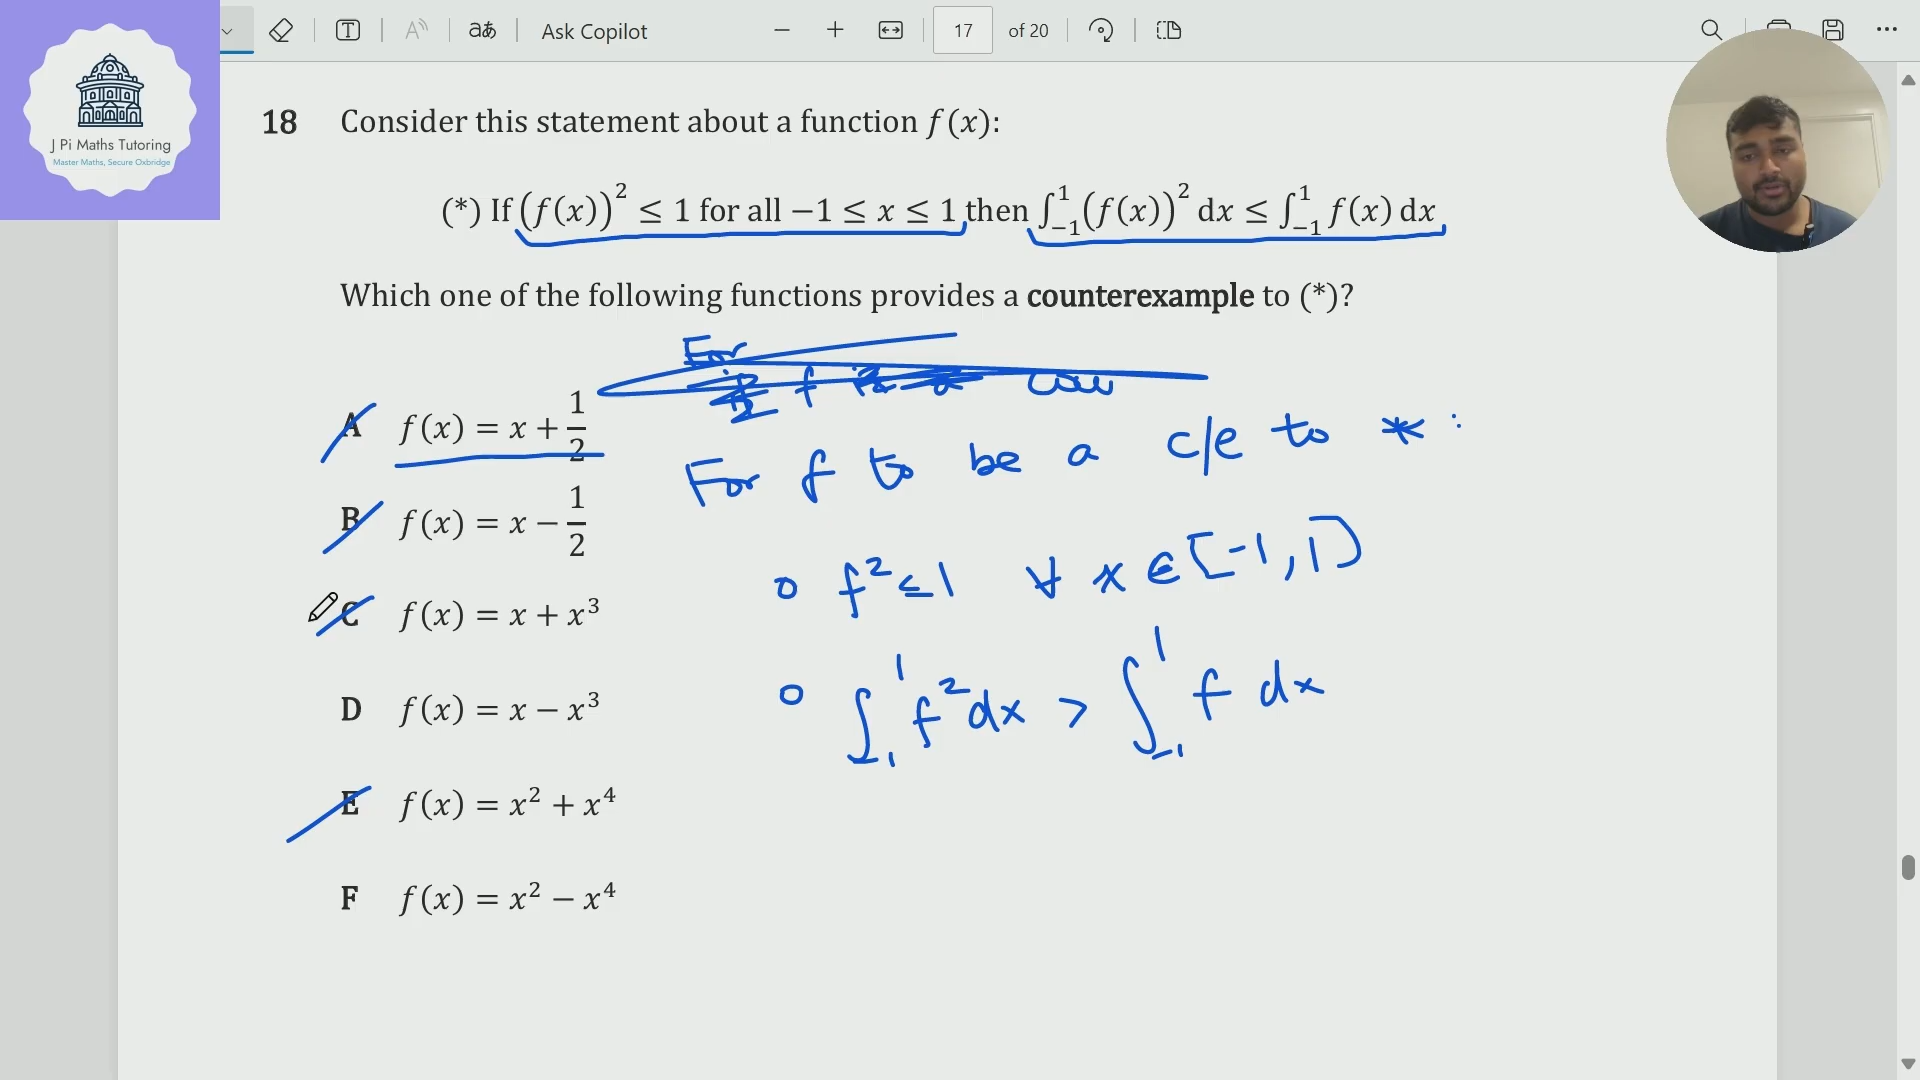 Ask Copilot 17 of 20
J Pi Maths Tutoring
Master Maths, Secure Oxbridge
18 Consider this statement about a function f(x):
(*) If (f(x))² ≤ 1 for all −1 ≤ x ≤ 1 then ∫₋₁¹ (f(x))² dx ≤ ∫₋₁¹ f(x) dx
Which one of the following functions provides a counterexample to (*)?
For
f
A f(x) = x + 1/2
For f to be a c/e to * :
B f(x) = x − 1/2
f² ≤ 1 ∀ x ∈ [-1, 1]
C f(x) = x + x³
∫₋₁¹ f² dx > ∫₋₁¹ f dx
D f(x) = x − x³
E f(x) = x² + x⁴
F f(x) = x² − x⁴